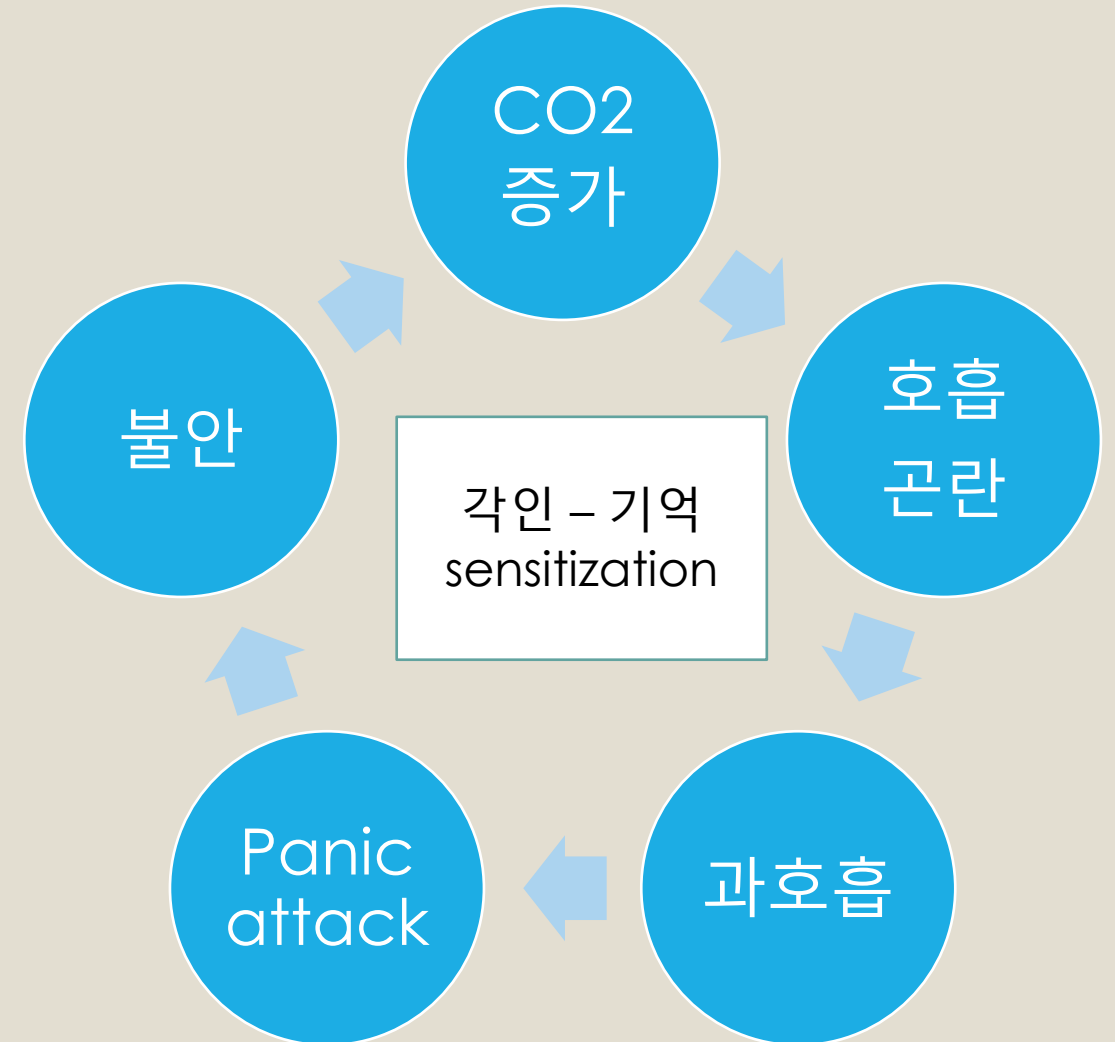 CO2
증가
호흡
곤란
과호흡
Panic
attack
불안
각인 – 기억
sensitization